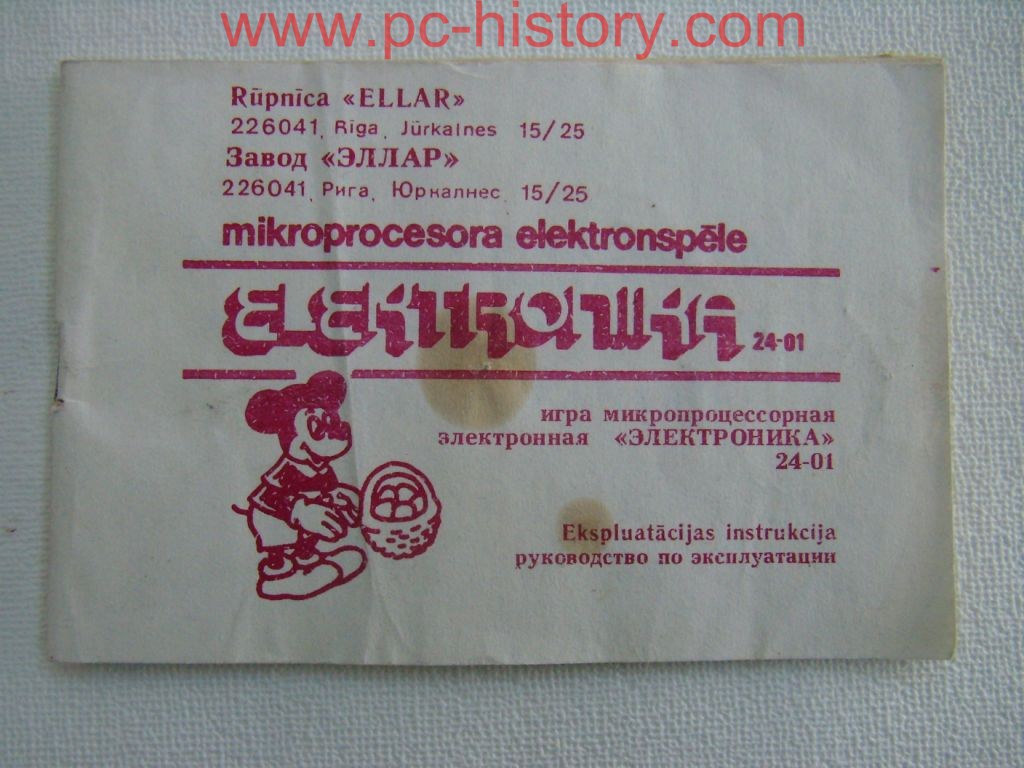 www.pc-history.com
Rūpnīca «ELLAR»
226041, Rīga, Jūrkalnes 15/25
Завод «ЭЛЛАР»
226041, Рига, Юркалнес 15/25
mikroprocesora elektronspēle
ELEKTRONIKA 24-01
игра микропроцессорная
электронная «ЭЛЕКТРОНИКА»
24-01
Ekspluatācijas instrukcija
руководство по эксплуатации